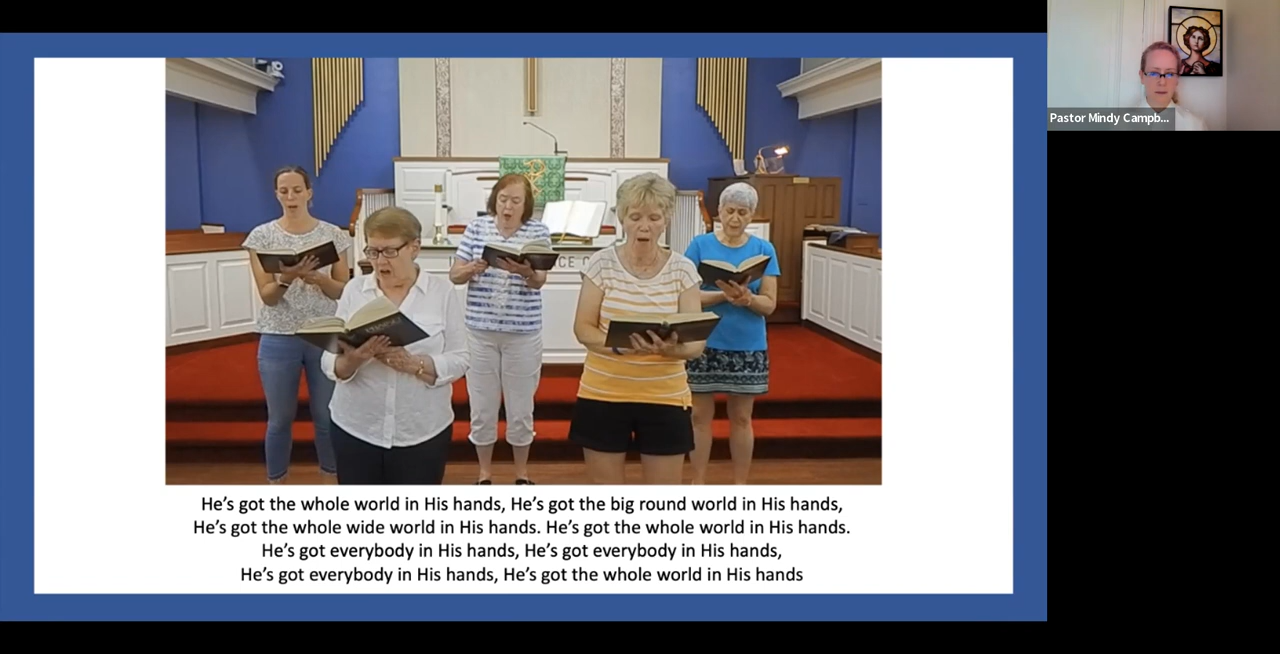 He's got the whole world in His hands, He's got the big round world in His hands,
He's got the whole wide world in His hands. He's got the whole world in His hands.
He's got everybody in His hands, He's got everybody in His hands,
He's got everybody in His hands, He's got the whole world in His hands
Pastor Mindy Campb...